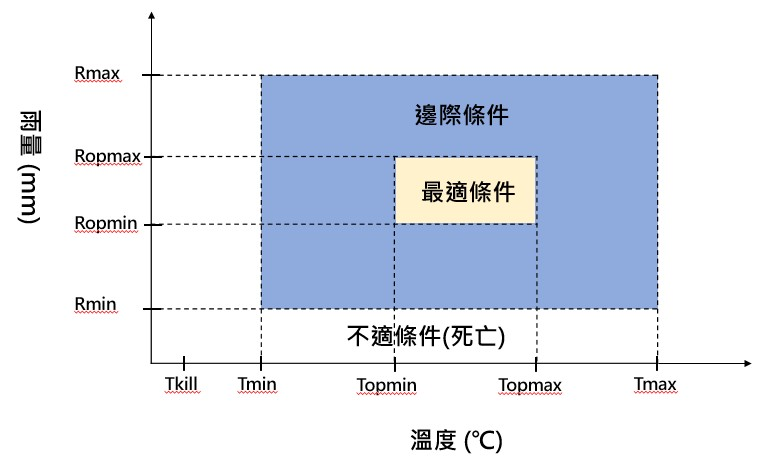 Rmax
邊際條件
雨量 (mm)
Ropmax
最適條件
Ropmin
Rmin
不適條件(死亡)
Tkill
Tmin
Topmin
Topmax
Tmax
溫度 (℃)